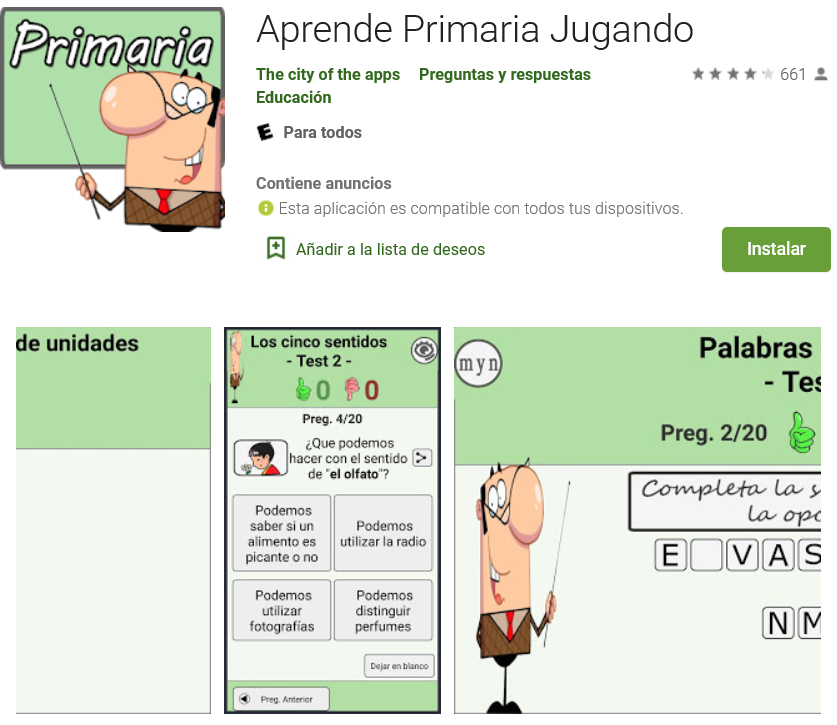 Primaria
Aprende Primaria Jugando
The city of the apps Preguntas y respuestas
661
Educación
E Para todos
Contiene anuncios
Esta aplicación es compatible con todos tus dispositivos.
Añadir a la lista de deseos
Instalar
de unidades
Los cinco sentidos
- Test 2 -
0 0
Preg. 4/20
¿Que podemos
hacer con el sentido
de "el olfato"?
Podemos
saber si un
alimento es
picante o no
Podemos
utilizar la radio
Podemos
utilizar
fotografías
Podemos
distinguir
perfumes
Dejar en blanco
Preg. Anterior
myn
Palabras
- Tes
Preg. 2/20
Completa la s
la opc
E VAS
NM